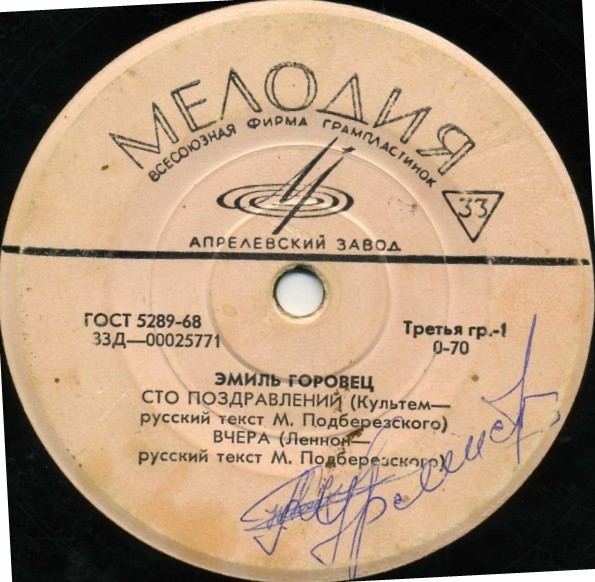 МЕЛОДИЯ
ВСЕСОЮЗНАЯ ФИРМА ГРАМПЛАСТИНОК
33
АПРЕЛЕВСКИЙ ЗАВОД
ГОСТ 5289-68
33Д—00025771
Третья гр.-1
0-70
ЭМИЛЬ ГОРОВЕЦ
СТО ПОЗДРАВЛЕНИЙ (Культем—
русский текст М. Подберезского)
ВЧЕРА (Леннон—
русский текст М. Подберезского)